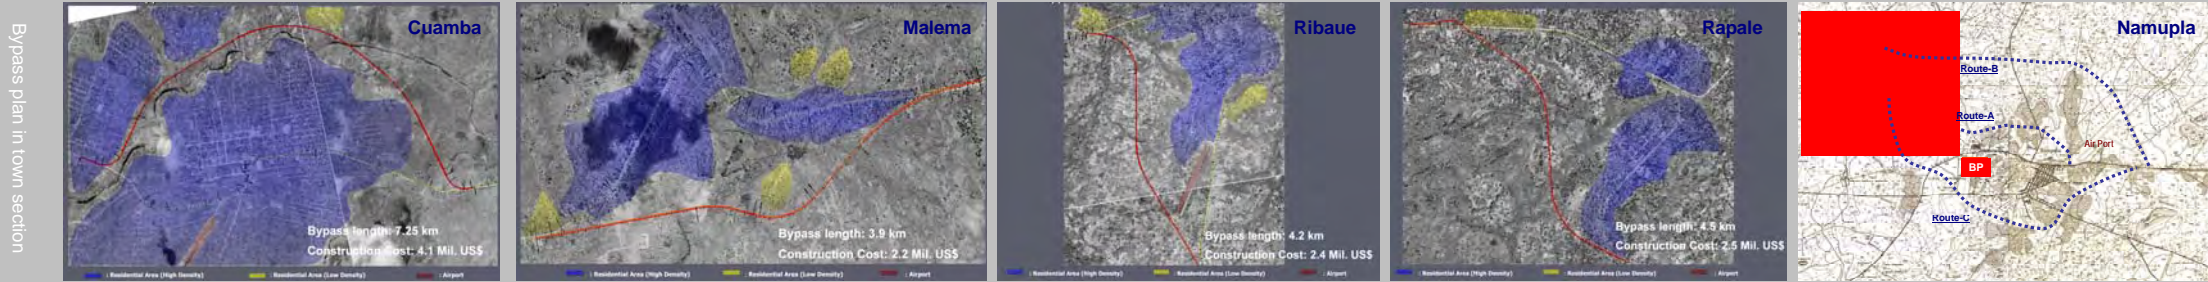 Bypass plan in town section
Cuamba
Bypass length: 7.25 km
Construction Cost: 4.1 Mil. US$
: Residential Area (High Density)
: Residential Area (Low Density)
: Airport
Malema
Bypass length: 3.9 km
Construction Cost: 2.2 Mil. US$
: Residential Area (High Density)
: Residential Area (Low Density)
: Airport
Ribaue
Bypass length: 4.2 km
Construction Cost: 2.4 Mil. US$
: Residential Area (High Density)
: Residential Area (Low Density)
: Airport
Rapale
Bypass length: 4.5 km
Construction Cost: 2.5 Mil. US$
: Residential Area (High Density)
: Residential Area (Low Density)
: Airport
Namupla
Route-B
Route-A
Air Port
BP
Route-C